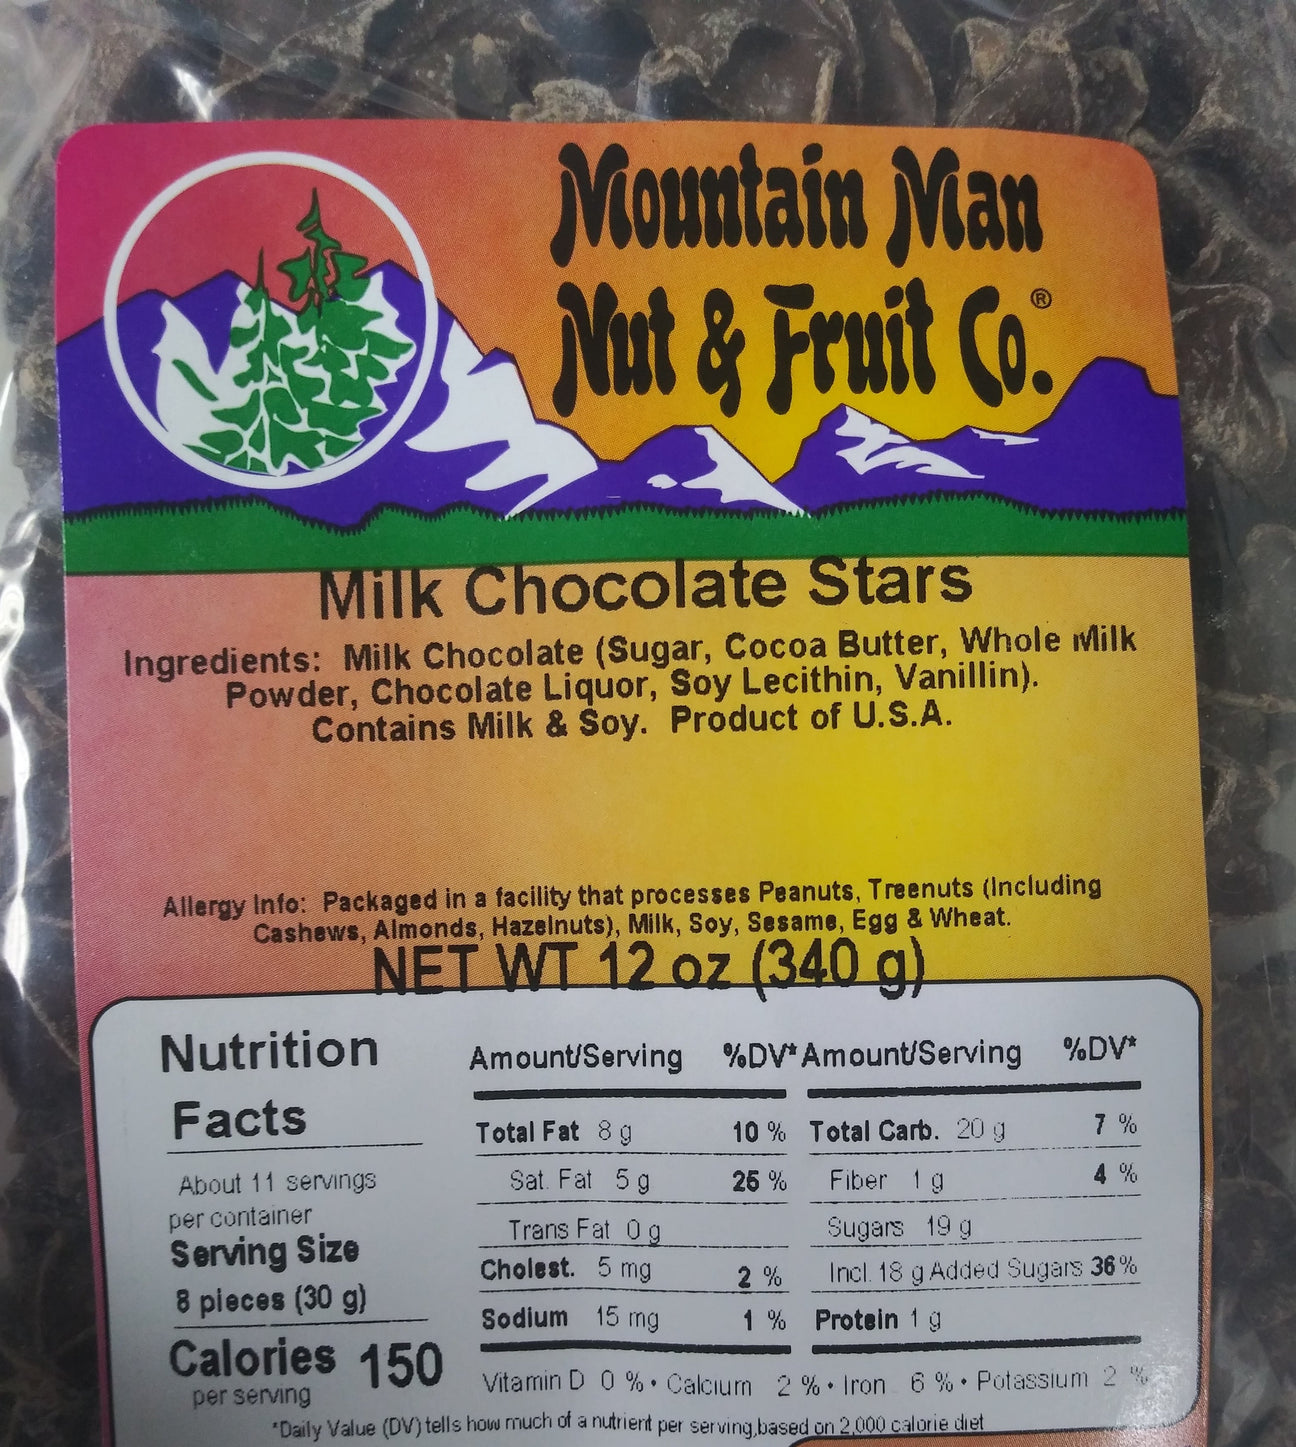 Mountain Man
Nut & Fruit Co.®
Milk Chocolate Stars
Ingredients: Milk Chocolate (Sugar, Cocoa Butter, Whole Milk
Powder, Chocolate Liquor, Soy Lecithin, Vanillin).
Contains Milk & Soy. Product of U.S.A.
Allergy Info: Packaged in a facility that processes Peanuts, Treenuts (Including
Cashews, Almonds, Hazelnuts), Milk, Soy, Sesame, Egg & Wheat.
NET WT 12 oz (340 g)
Nutrition
Facts
About 11 servings
per container
Serving Size
8 pieces (30 g)
Calories 150
per serving
Amount/Serving %DV*
Total Fat 8 g 10 %
Sat. Fat 5 g 25 %
Trans Fat 0 g
Cholest. 5 mg 2 %
Sodium 15 mg 1 %
Amount/Serving %DV*
Total Carb. 20 g 7 %
Fiber 1 g 4 %
Sugars 19 g
Incl. 18 g Added Sugars 36%
Protein 1 g
Vitamin D 0 % • Calcium 2 % • Iron 6 % • Potassium 2 %
*Daily Value (DV) tells how much of a nutrient per serving,based on 2,000 calorie diet